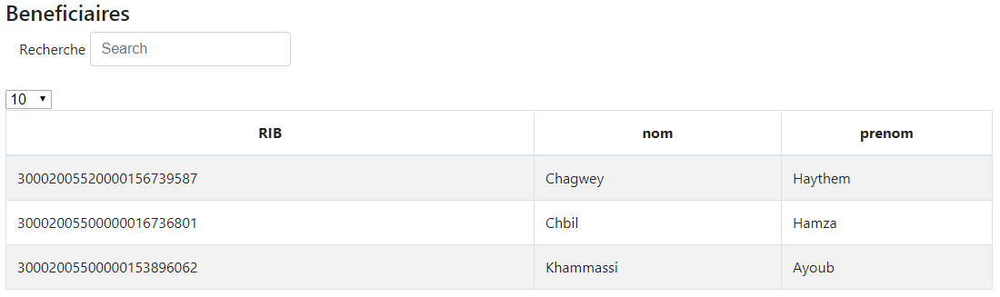 Beneficiaires
Recherche Search
10
RIB nom prenom
30002005520000156739587 Chagwey Haythem
30002005500000016736801 Chbil Hamza
30002005500000153896062 Khammassi Ayoub